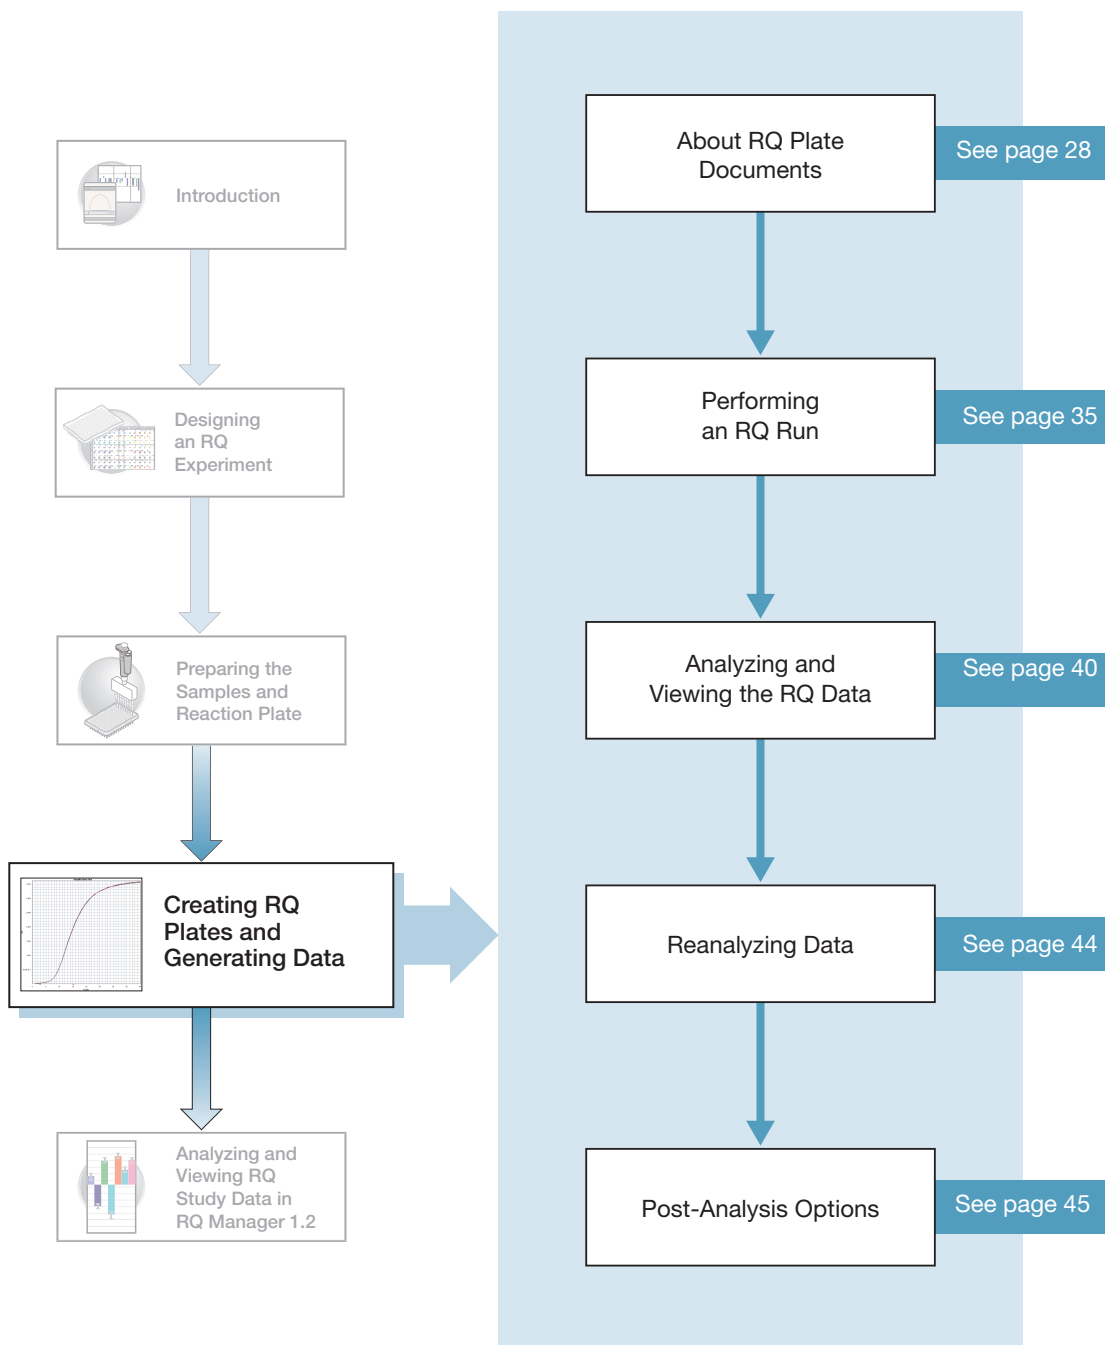 Introduction
Designing
an RQ
Experiment
Preparing the
Samples and
Reaction Plate
Creating RQ
Plates and
Generating Data
Analyzing and
Viewing RQ
Study Data in
RQ Manager 1.2
About RQ Plate
Documents
See page 28
Performing
an RQ Run
See page 35
Analyzing and
Viewing the RQ Data
See page 40
Reanalyzing Data
See page 44
Post-Analysis Options
See page 45